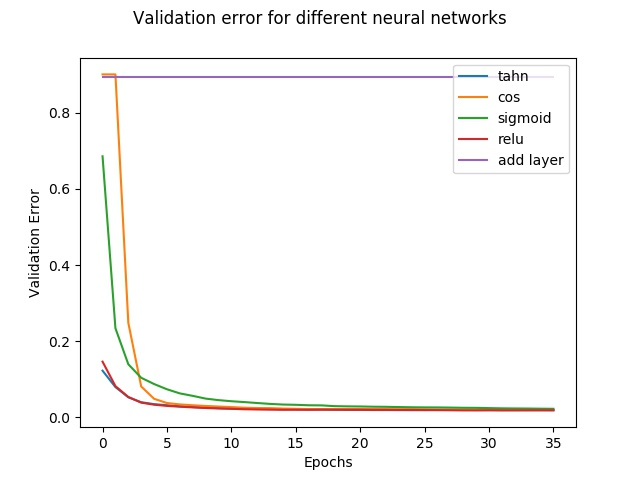 Validation error for different neural networks
tahn
cos
sigmoid
relu
add layer
0.8
0.6
0.4
0.2
0.0
Validation Error
0 5 10 15 20 25 30 35
Epochs